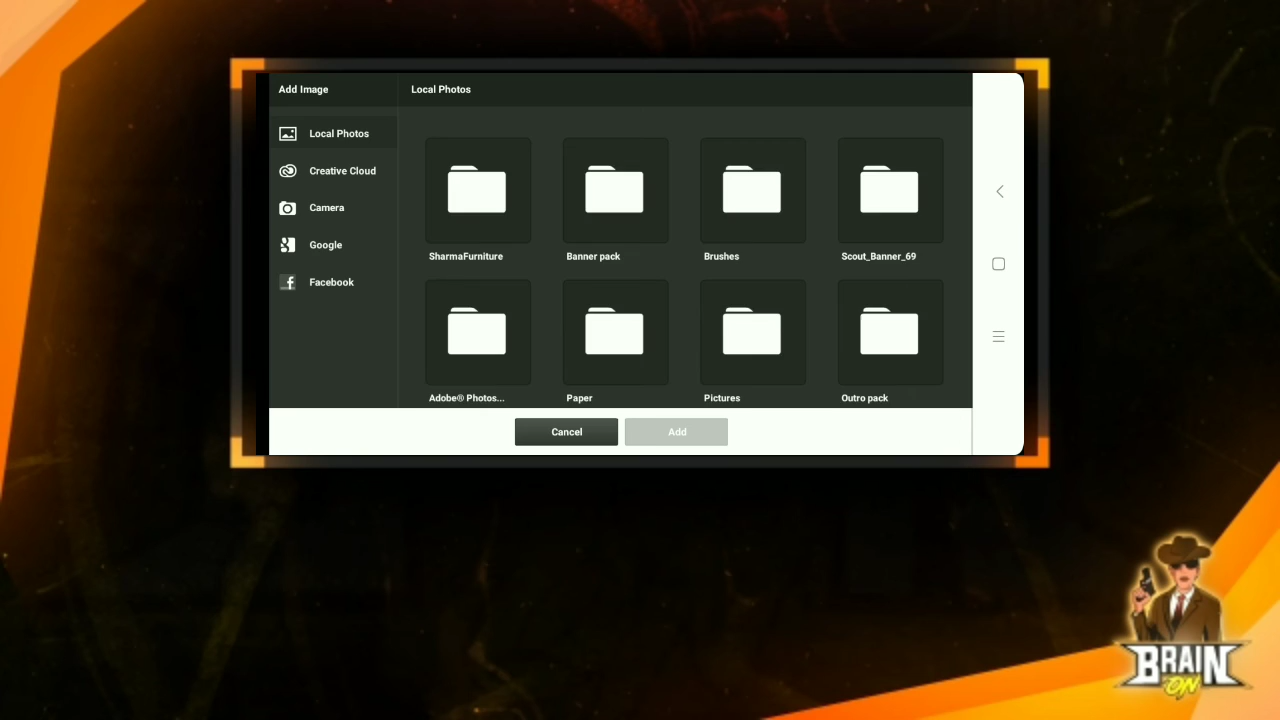 Add Image
Local Photos
Local Photos
Creative Cloud
Camera
Google
Facebook
SharmaFurniture
Banner pack
Brushes
Scout_Banner_69
Adobe® Photos...
Paper
Pictures
Outro pack
Cancel
Add
BRAIN
ON